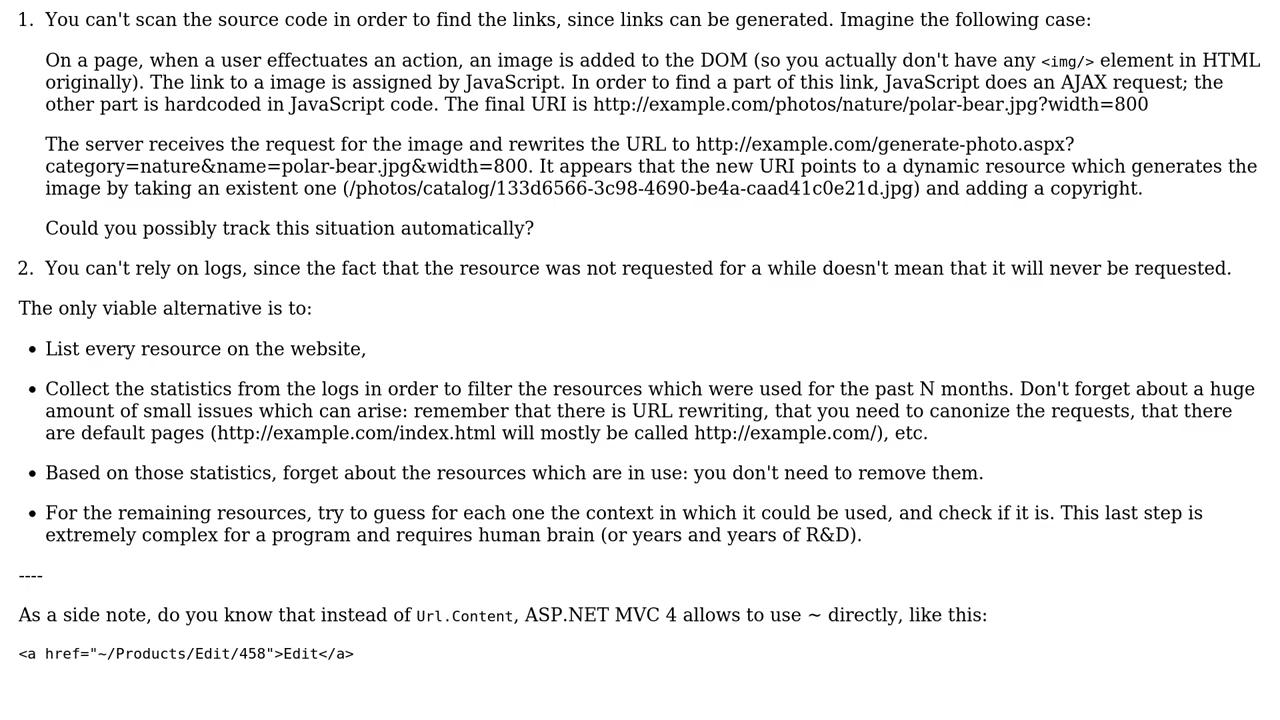 1. You can't scan the source code in order to find the links, since links can be generated. Imagine the following case:
On a page, when a user effectuates an action, an image is added to the DOM (so you actually don't have any <img/> element in HTML
originally). The link to a image is assigned by JavaScript. In order to find a part of this link, JavaScript does an AJAX request; the
other part is hardcoded in JavaScript code. The final URI is http://example.com/photos/nature/polar-bear.jpg?width=800
The server receives the request for the image and rewrites the URL to http://example.com/generate-photo.aspx?
category=nature&name=polar-bear.jpg&width=800. It appears that the new URI points to a dynamic resource which generates the
image by taking an existent one (/photos/catalog/133d6566-3c98-4690-be4a-caad41c0e21d.jpg) and adding a copyright.
Could you possibly track this situation automatically?
2. You can't rely on logs, since the fact that the resource was not requested for a while doesn't mean that it will never be requested.
The only viable alternative is to:
• List every resource on the website,
• Collect the statistics from the logs in order to filter the resources which were used for the past N months. Don't forget about a huge
amount of small issues which can arise: remember that there is URL rewriting, that you need to canonize the requests, that there
are default pages (http://example.com/index.html will mostly be called http://example.com/), etc.
• Based on those statistics, forget about the resources which are in use: you don't need to remove them.
• For the remaining resources, try to guess for each one the context in which it could be used, and check if it is. This last step is
extremely complex for a program and requires human brain (or years and years of R&D).
----
As a side note, do you know that instead of Url.Content, ASP.NET MVC 4 allows to use ~ directly, like this:
<a href="~/Products/Edit/458">Edit</a>